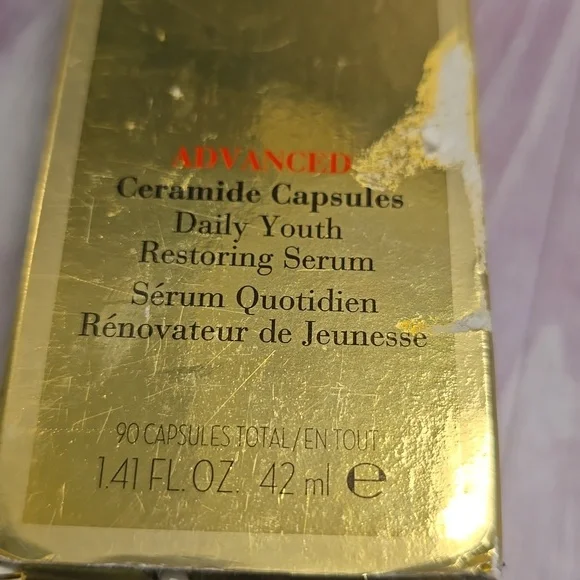 ADVANCED
Ceramide Capsules
Daily Youth
Restoring Serum
Sérum Quotidien
Rénovateur de Jeunesse
90 CAPSULES TOTAL/EN TOUT
1.41 FL.OZ. 42 ml e